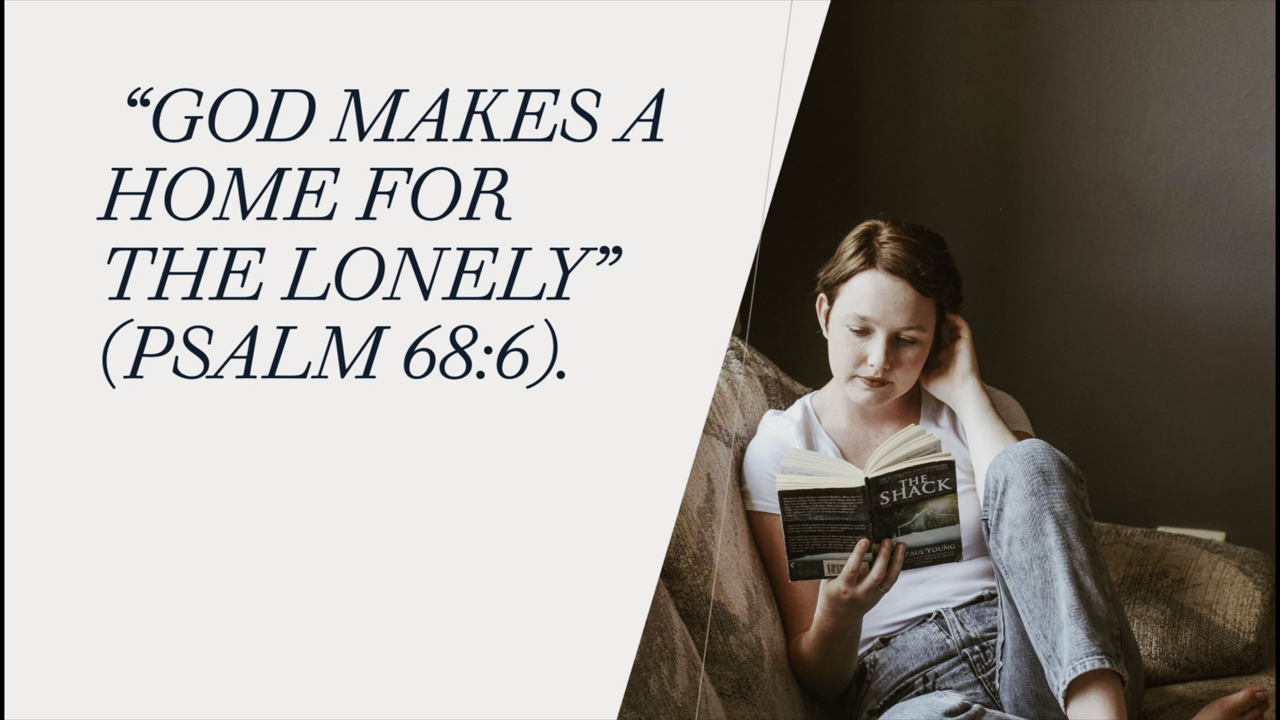 “GOD MAKES A
HOME FOR
THE LONELY”
(PSALM 68:6).
THE
SHACK
PAUL YOUNG